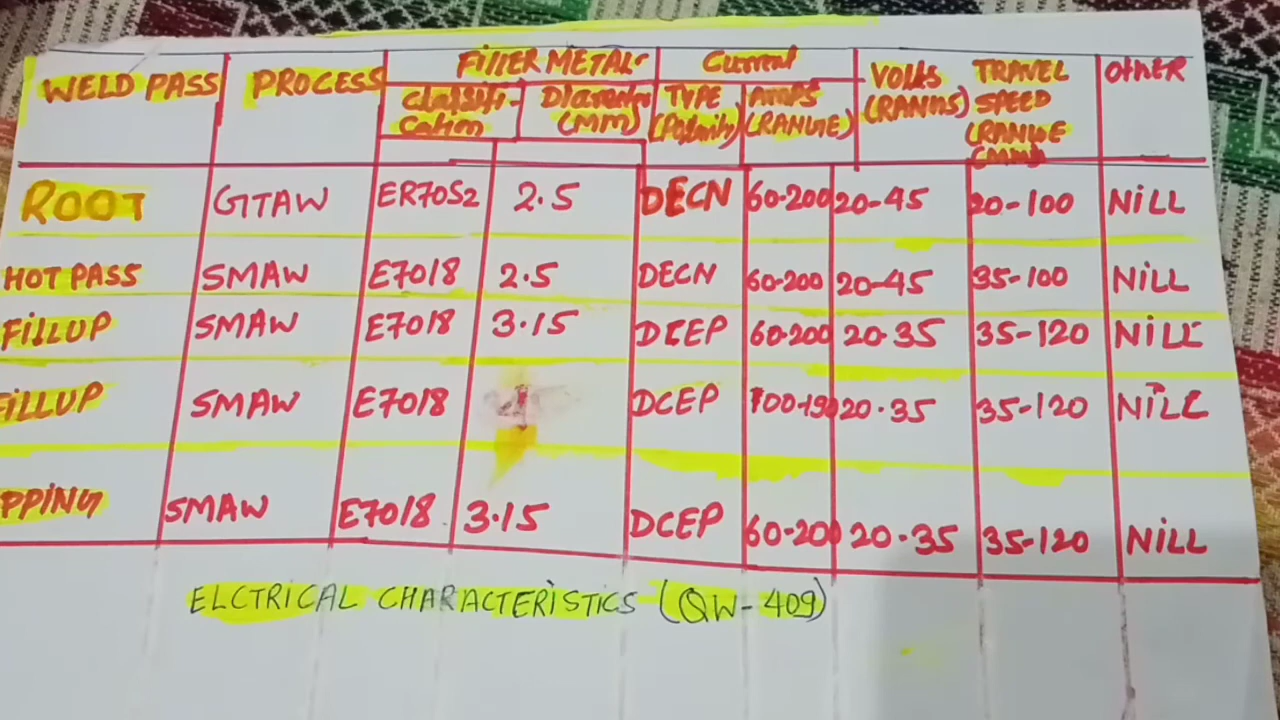 WELD PASS PROCESS FILLER METAL Current VOLTS (RANGS) TRAVEL SPEED (RANGE (MM)) OTHER
Classification Diameter (MM) TYPE (Polarity) AMPS (RANGE)
ROOT GTAW ER70S2 2.5 DECN 60-200 20-45 20-100 NILL
HOT PASS SMAW E7018 2.5 DECN 60-200 20-45 35-100 NILL
FILLUP SMAW E7018 3.15 DCEP 60-200 20.35 35-120 NILL
FILLUP SMAW E7018 DCEP 20.35 35-120 NILL
PPING SMAW E7018 3.15 DCEP 60-200 20.35 35-120 NILL
ELCTRICAL CHARACTERISTICS (QW-409)